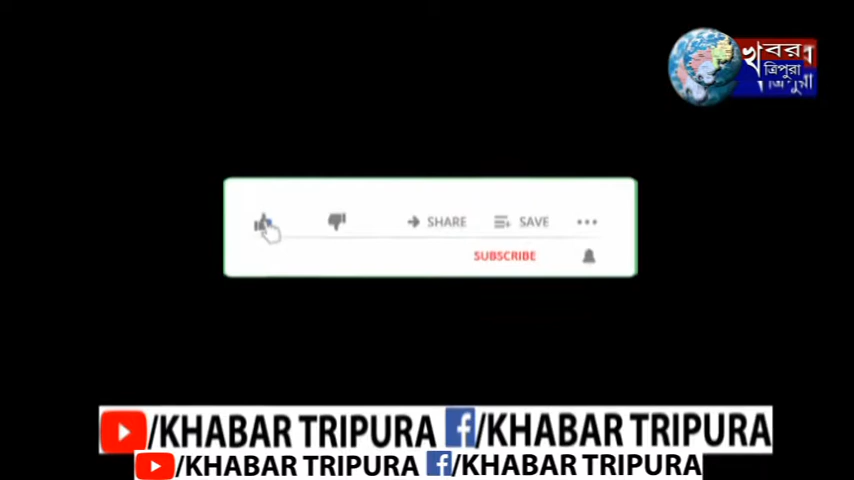 খবর
ত্রিপুরা
SHARE SAVE
SUBSCRIBE
/KHABAR TRIPURA /KHABAR TRIPURA
/KHABAR TRIPURA /KHABAR TRIPURA